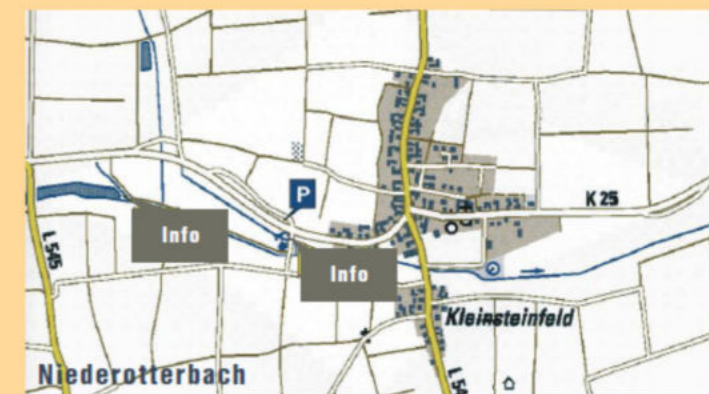 P
K 25
Info
L 545
Info
Kleinsteinfeld
Niederotterbach
L 54